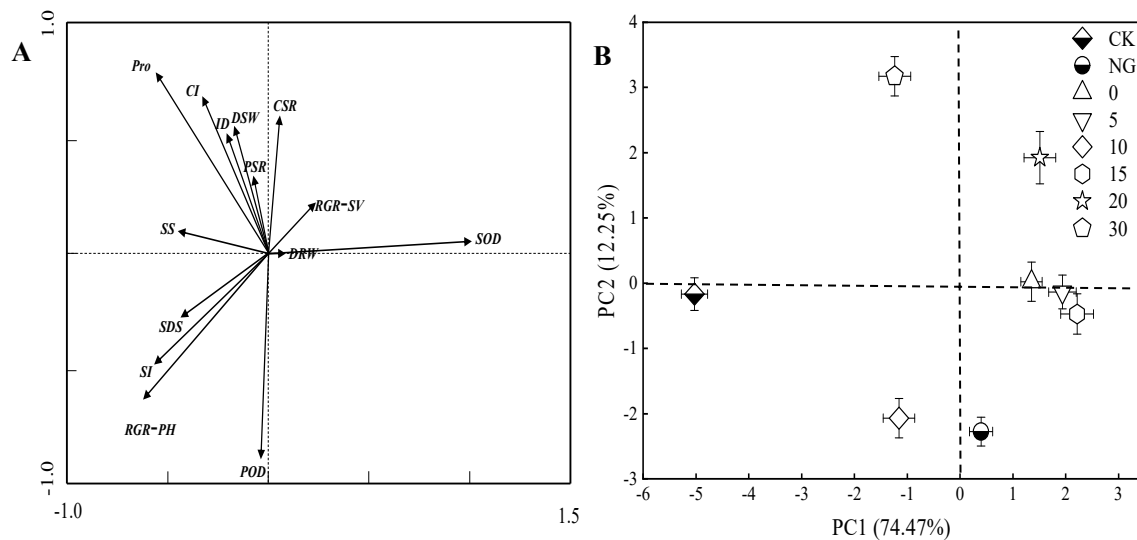 A
1.0
-1.0
Pro
CI
ID
DSW
CSR
PSR
RGR-SV
SS
SOD
DRW
SDS
SI
RGR-PH
POD
-1.0
1.5
B
PC2 (12.25%)
4
3
2
1
0
-1
-2
-3
-6
-5
-4
-3
-2
-1
0
1
2
3
PC1 (74.47%)
CK
NG
0
5
10
15
20
30